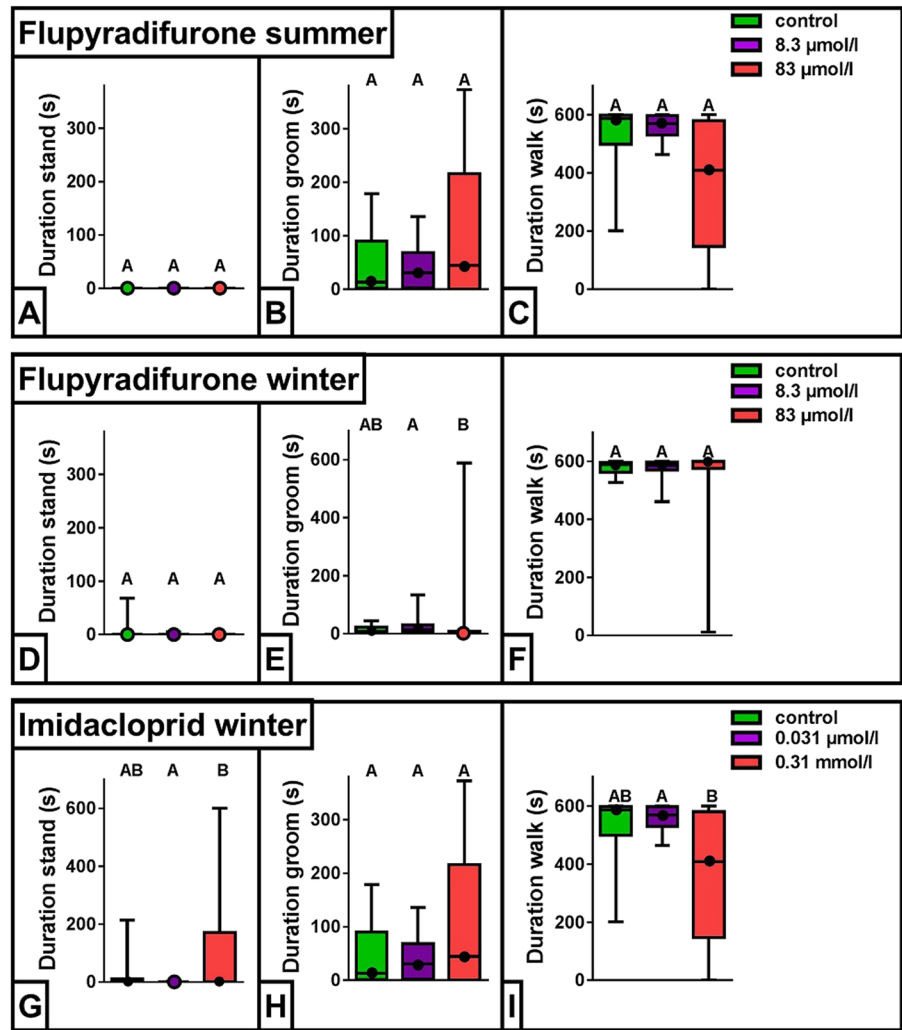 Flupyradifurone summer
control
8.3 µmol/l
83 µmol/l
Duration stand (s)
300
200
100
0
A A A
A
Duration groom (s)
300
200
100
0
A A A
B
Duration walk (s)
600
400
200
0
A A A
C
Flupyradifurone winter
control
8.3 µmol/l
83 µmol/l
Duration stand (s)
300
200
100
0
A A A
D
Duration groom (s)
600
400
200
0
AB A B
E
Duration walk (s)
600
400
200
0
A A A
F
Imidacloprid winter
control
0.031 µmol/l
0.31 mmol/l
Duration stand (s)
600
400
200
0
AB A B
G
Duration groom (s)
300
200
100
0
A A A
H
Duration walk (s)
600
400
200
0
AB A B
I